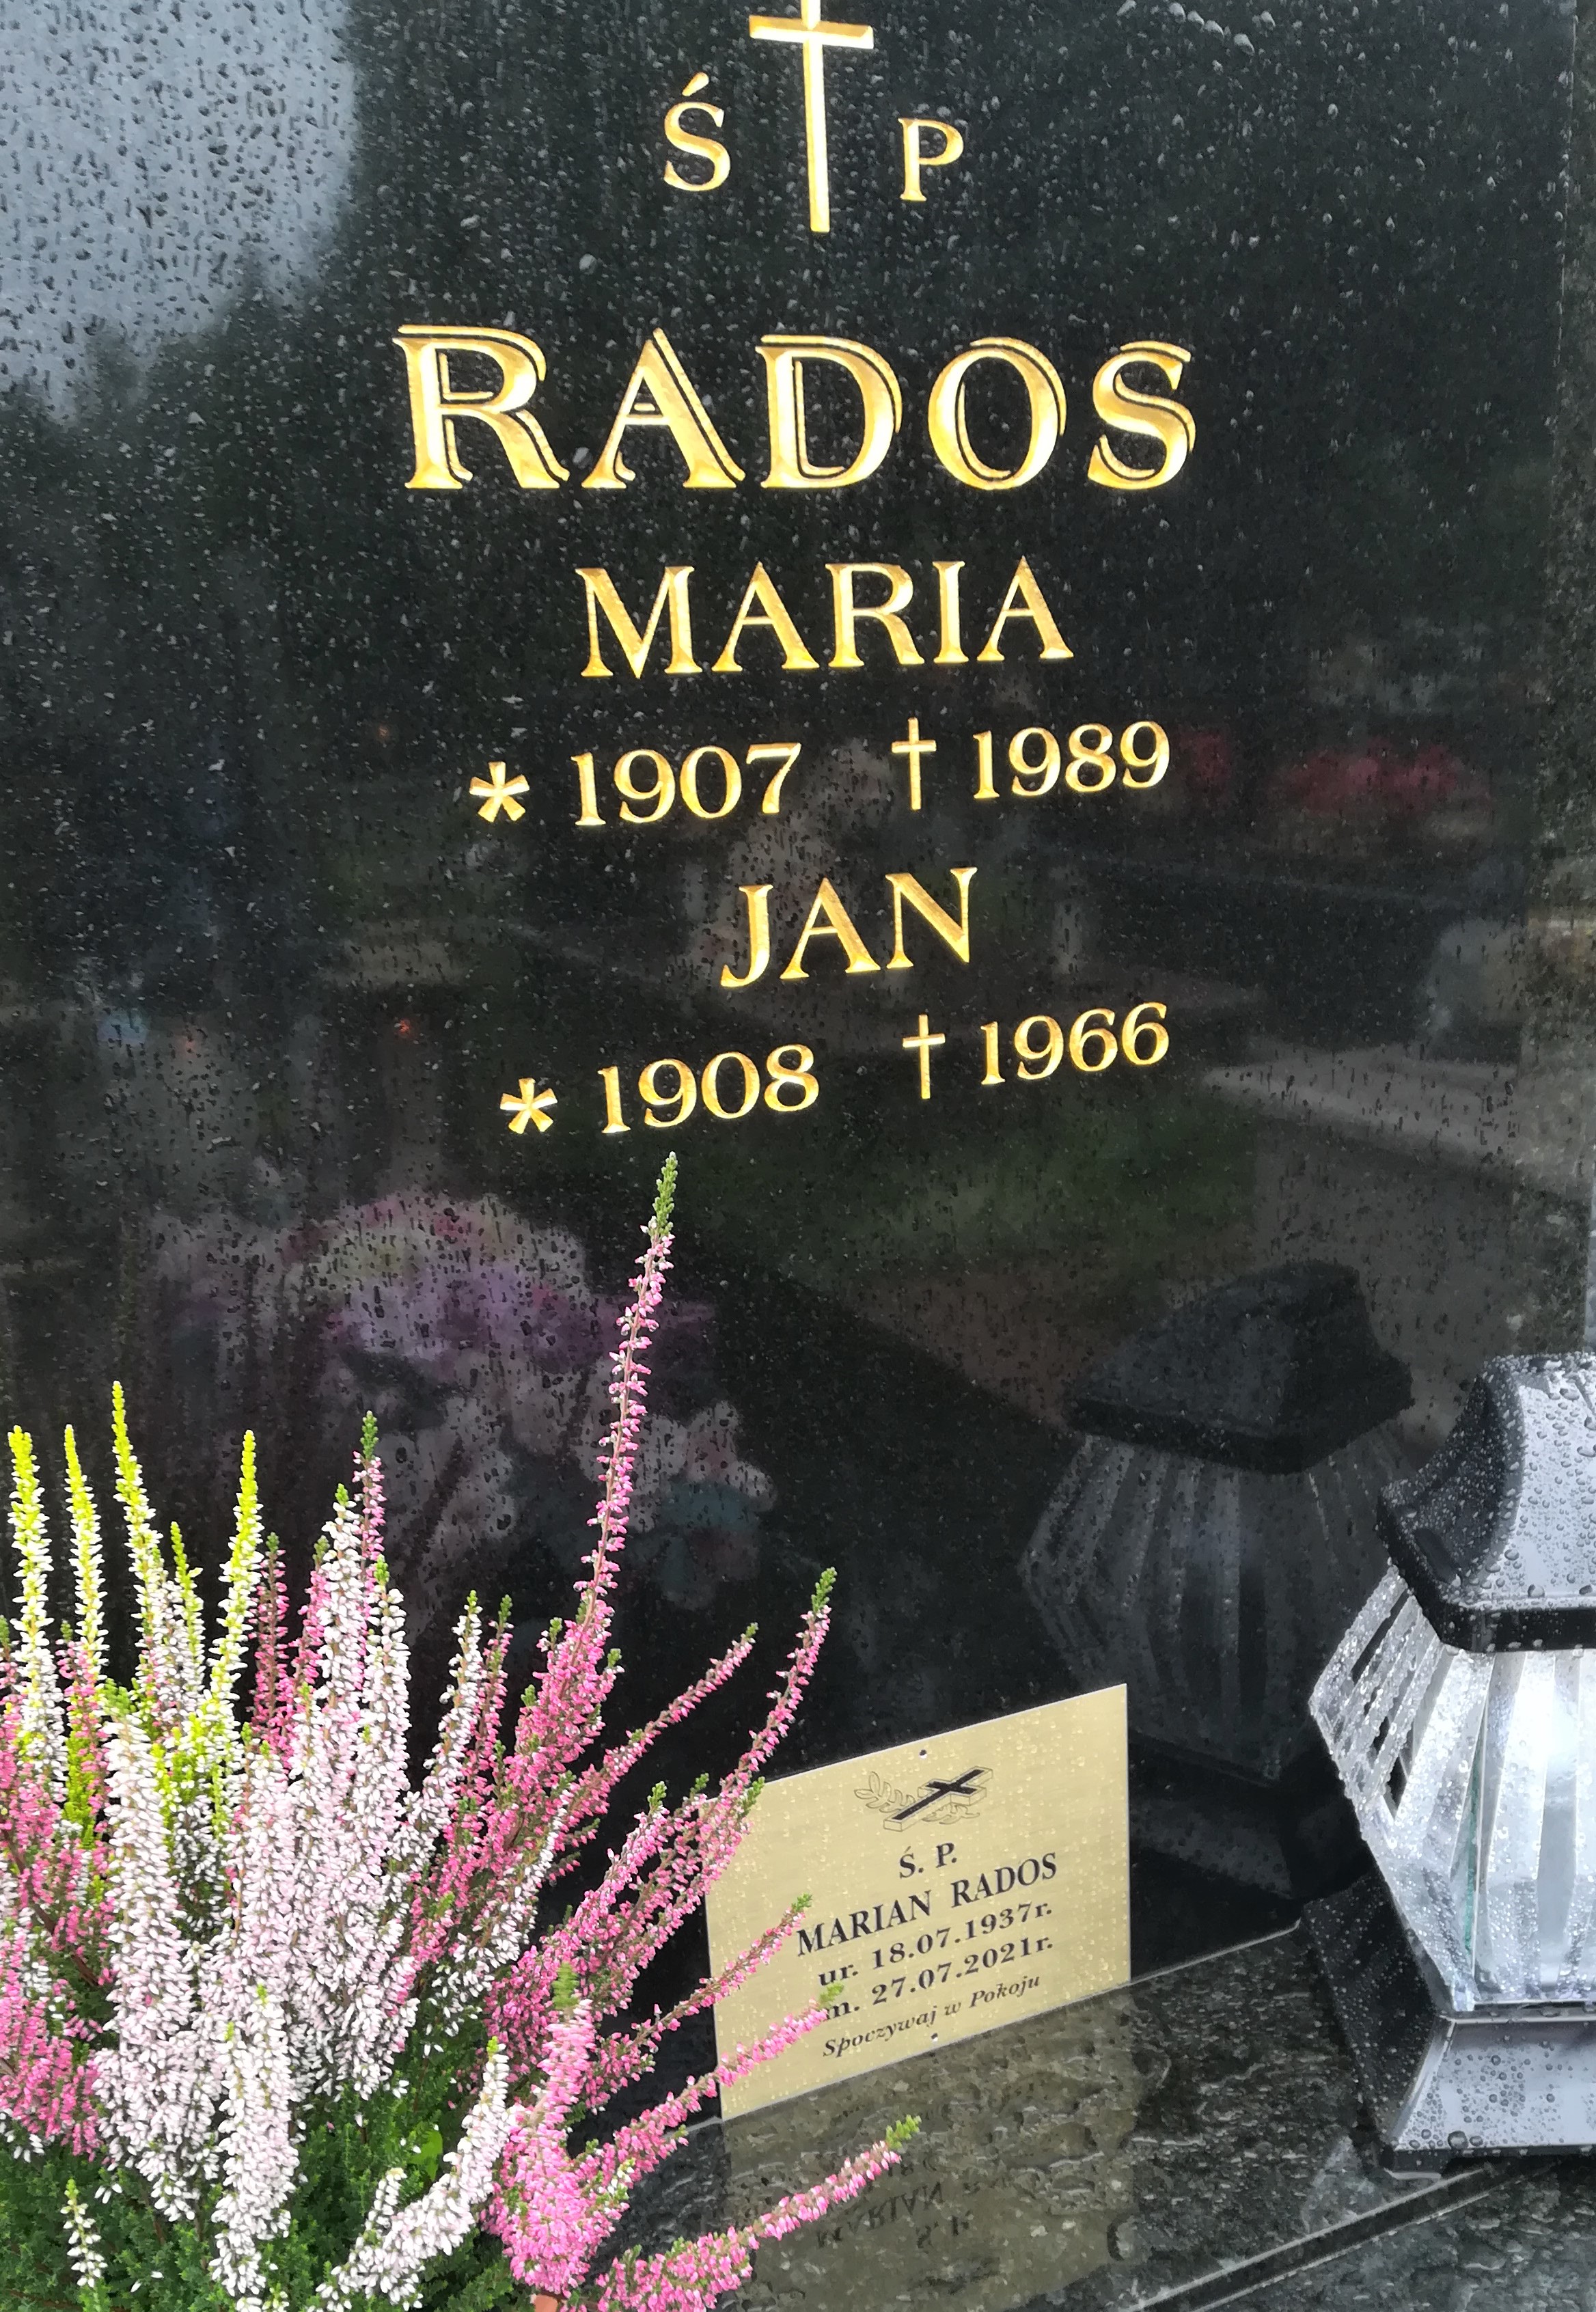 Ś P
RADOS
MARIA
* 1907 † 1989
JAN
* 1908 † 1966
Ś. P.
MARIAN RADOS
ur. 18.07.1937r.
m. 27.07.2021r.
Spoczywaj w Pokoju